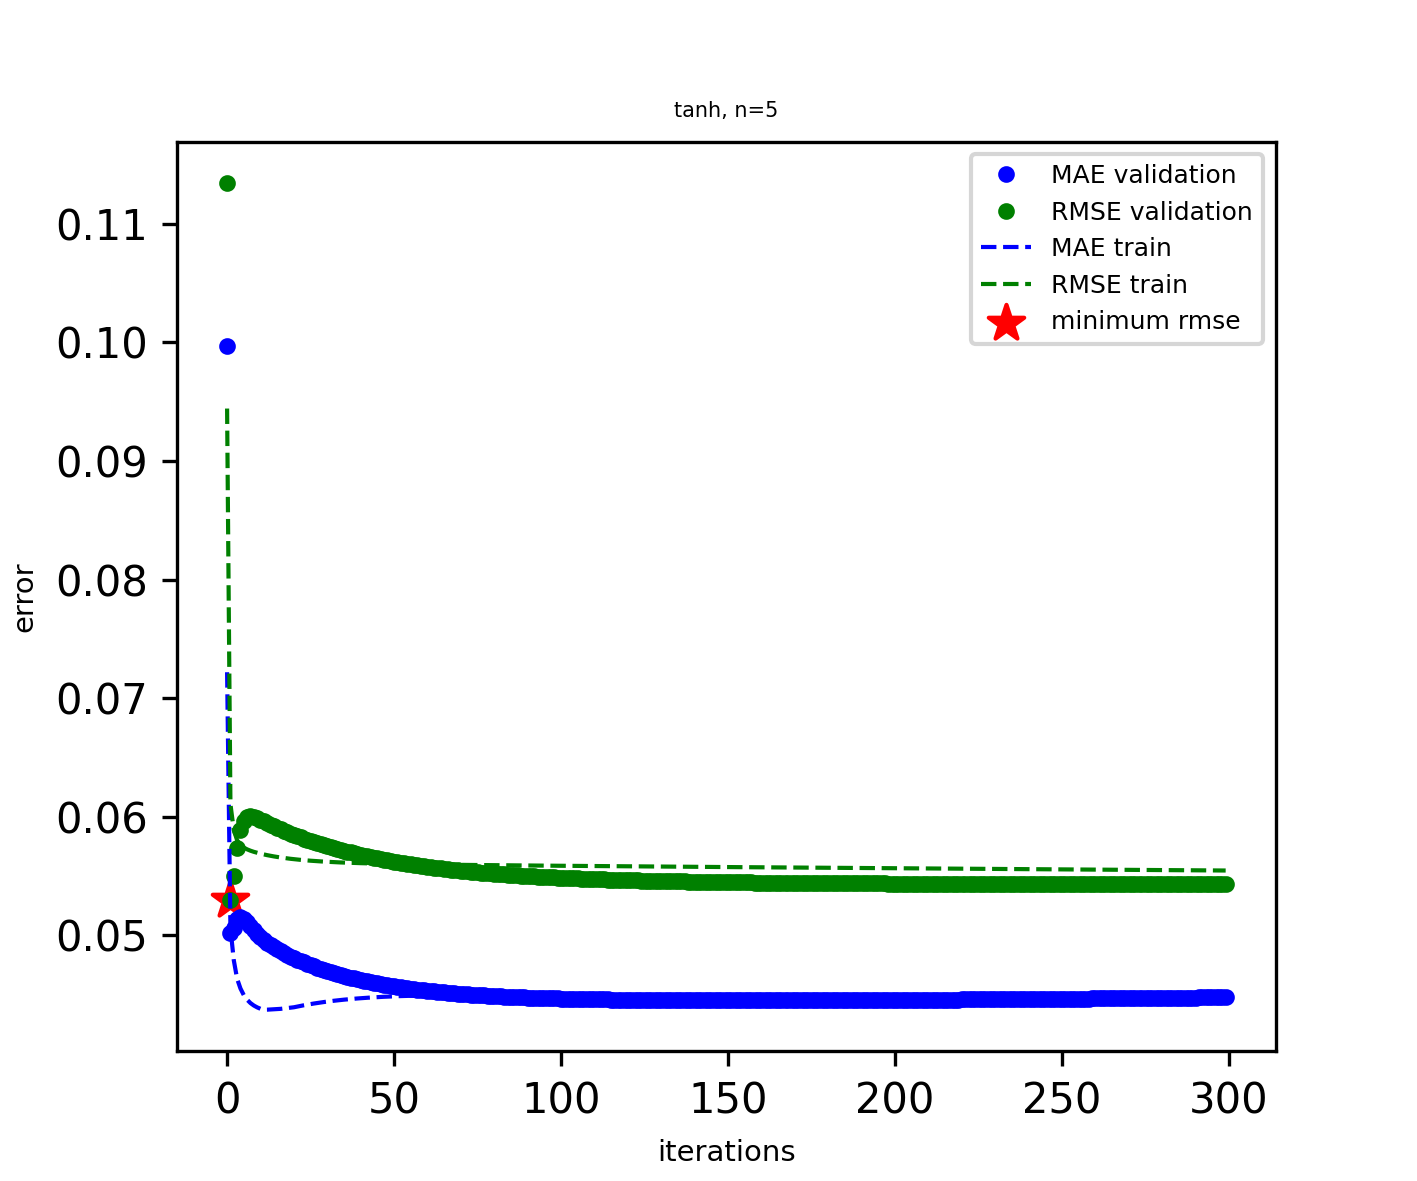 tanh, n=5
MAE validation
RMSE validation
MAE train
RMSE train
minimum rmse
error
0.11
0.10
0.09
0.08
0.07
0.06
0.05
0 50 100 150 200 250 300
iterations